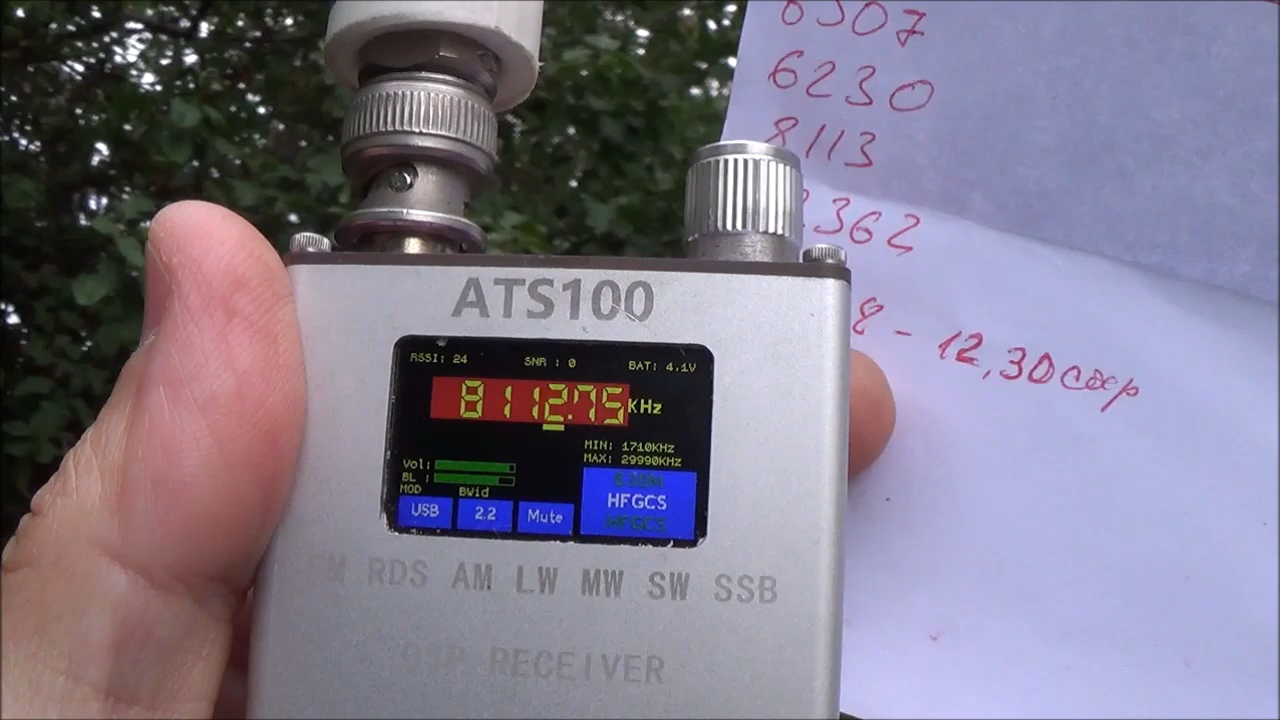 6307
6230
8113
362
8 - 12,30
ATS100
RSSI: 24 SNR : 0 BAT: 4.1V
8112.75 KHz
MIN: 1710KHz
MAX: 29990KHz
Vol:
BL :
MOD BWid
USB 2.2 Mute HFGCS
HFGCS
FM RDS AM LW MW SW SSB
DSP RECEIVER